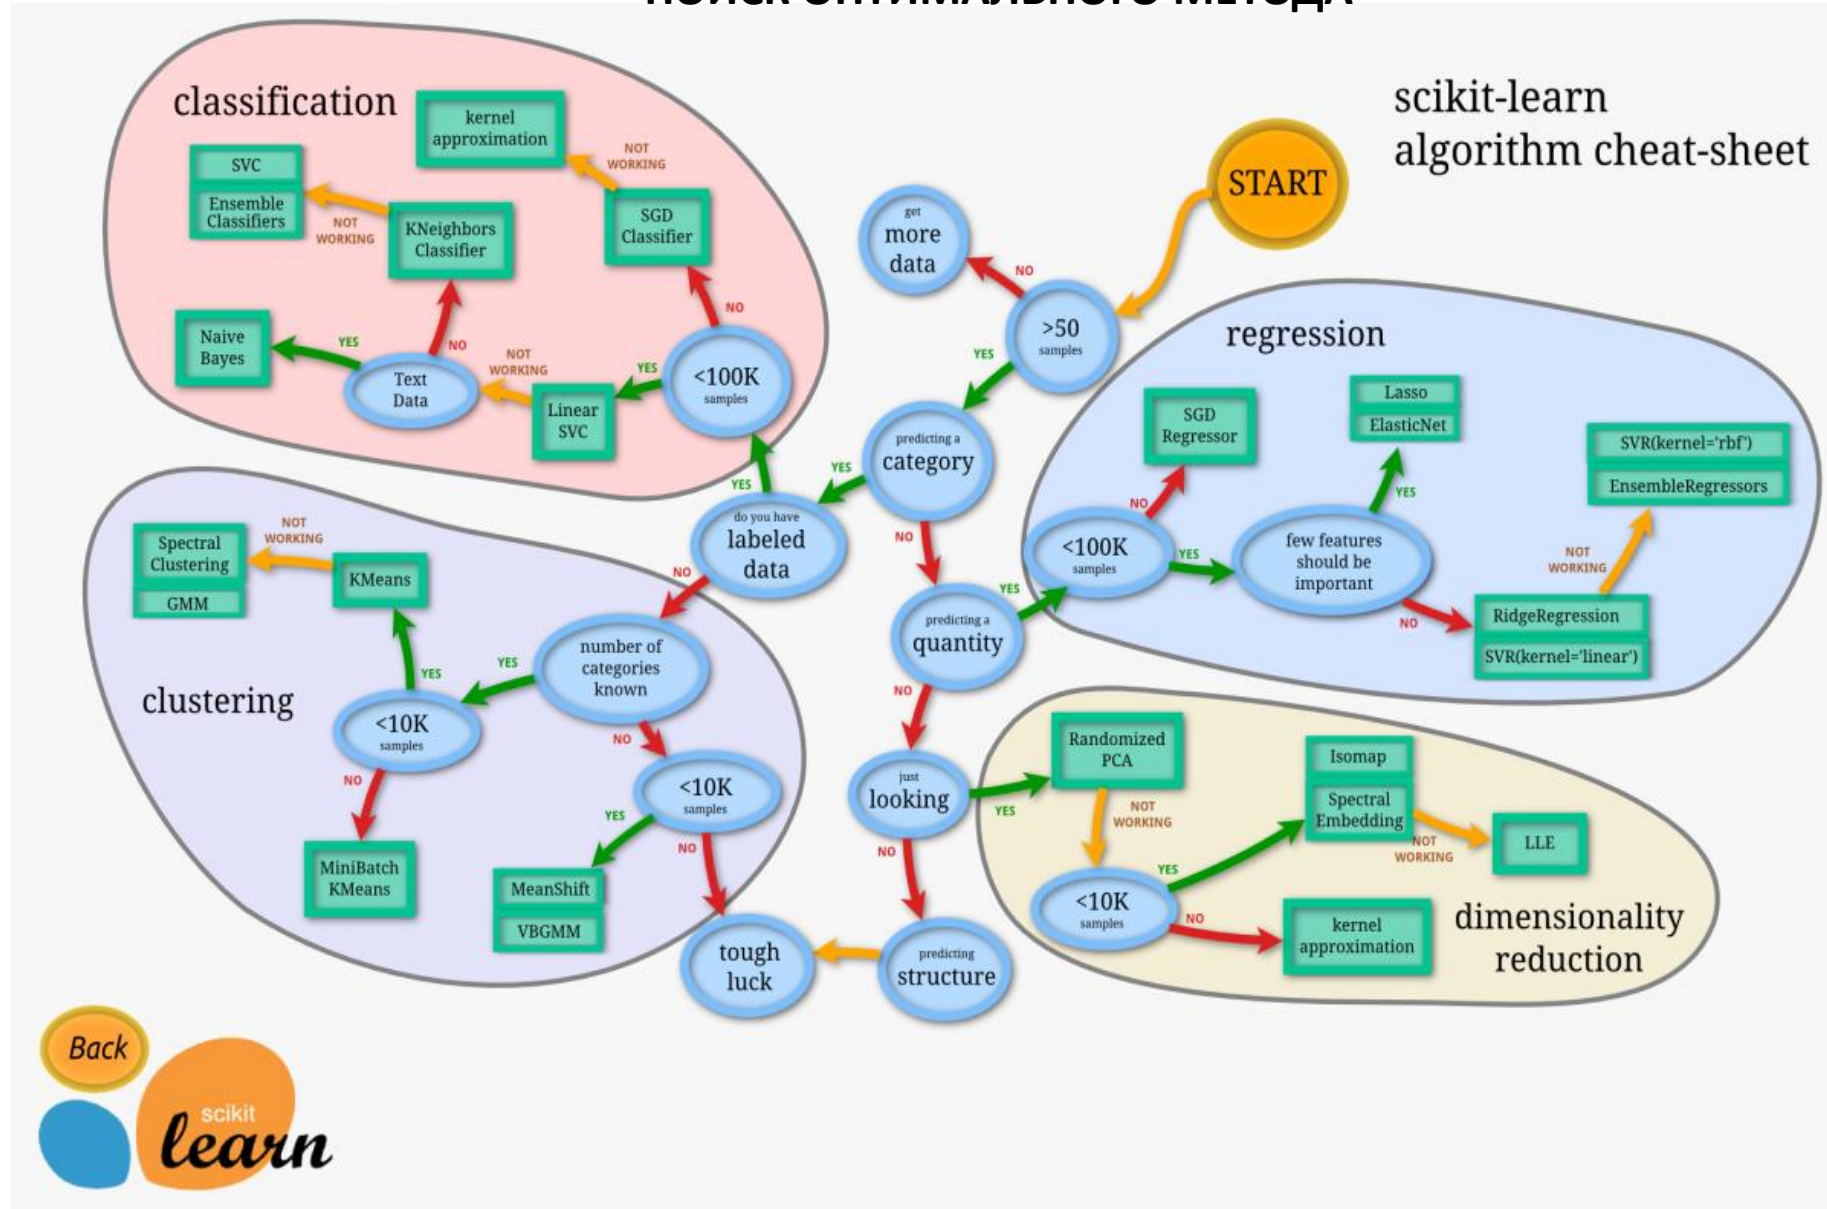 ПОИСК ОПТИМАЛЬНОГО МЕТОДА
scikit-learn
algorithm cheat-sheet
START
classification
kernel
approximation
NOT
WORKING
SVC
Ensemble
Classifiers
NOT
WORKING
KNeighbors
Classifier
SGD
Classifier
NO
Naive
Bayes
YES
Text
Data
NO
NOT
WORKING
Linear
SVC
YES
<100K
samples
get
more
data
NO
>50
samples
YES
predicting a
category
YES
YES
do you have
labeled
data
NO
NO
predicting a
quantity
YES
NO
just
looking
YES
NO
predicting
structure
tough
luck
regression
SGD
Regressor
NO
<100K
samples
YES
few features
should be
important
YES
Lasso
ElasticNet
NO
RidgeRegression
SVR(kernel='linear')
NOT
WORKING
SVR(kernel='rbf')
EnsembleRegressors
clustering
Spectral
Clustering
GMM
NOT
WORKING
KMeans
YES
<10K
samples
YES
number of
categories
known
NO
NO
MiniBatch
KMeans
<10K
samples
YES
NO
MeanShift
VBGMM
dimensionality
reduction
Randomized
PCA
NOT
WORKING
<10K
samples
YES
Isomap
Spectral
Embedding
NOT
WORKING
LLE
NO
kernel
approximation
Back
scikit
learn